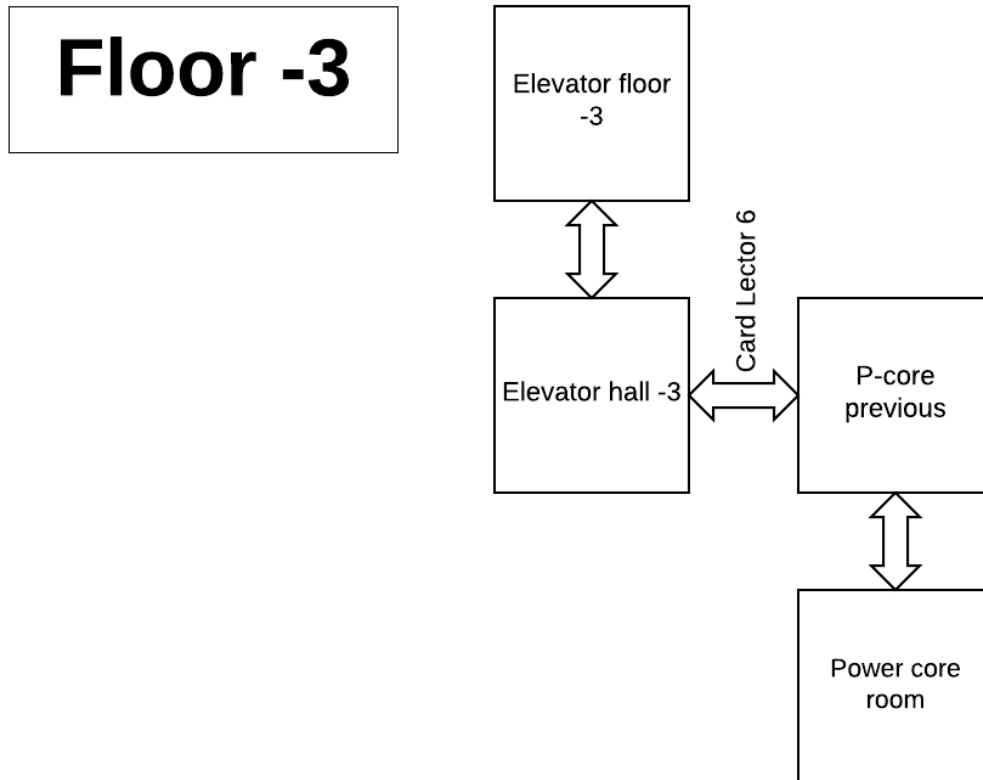 Floor -3
Elevator floor
-3
Card Lector 6
Elevator hall -3
P-core
previous
Power core
room